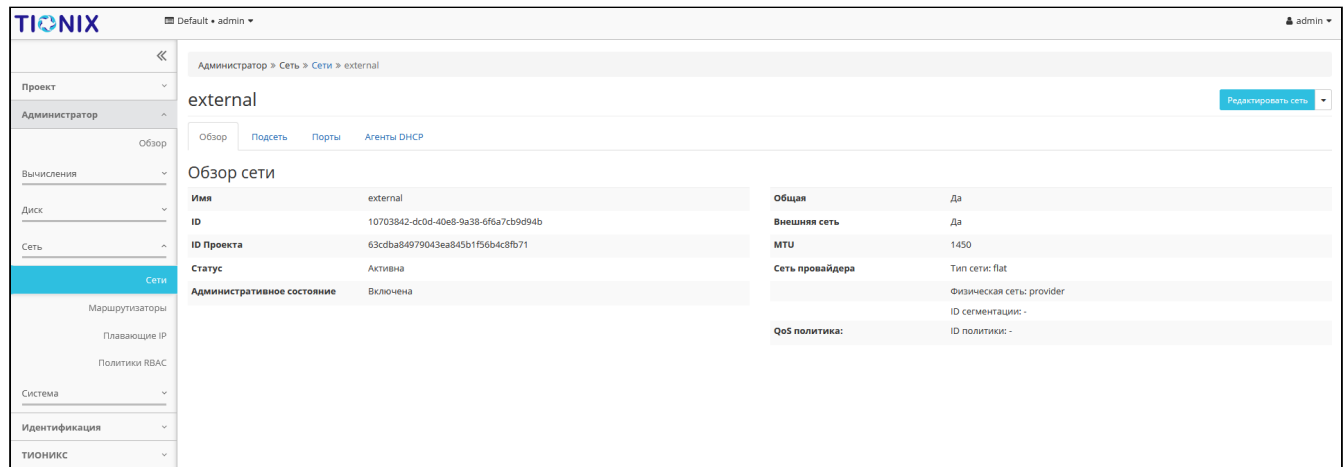 TIONIX
Default • admin
admin
Администратор » Сеть » Сети » external
Проект
Администратор
Обзор
Вычисления
Диск
Сеть
Сети
Маршрутизаторы
Плавающие IP
Политики RBAC
Система
Идентификация
ТИОНИКС
external
Редактировать сеть
Обзор Подсеть Порты Агенты DHCP
Обзор сети
Имя external
ID 10703842-dc0d-40e8-9a38-6f6a7cb9d94b
ID Проекта 63cdba84979043ea845b1f56b4c8fb71
Статус Активна
Административное состояние Включена
Общая Да
Внешняя сеть Да
MTU 1450
Сеть провайдера Тип сети: flat
Физическая сеть: provider
ID сегментации: -
QoS политика: ID политики: -